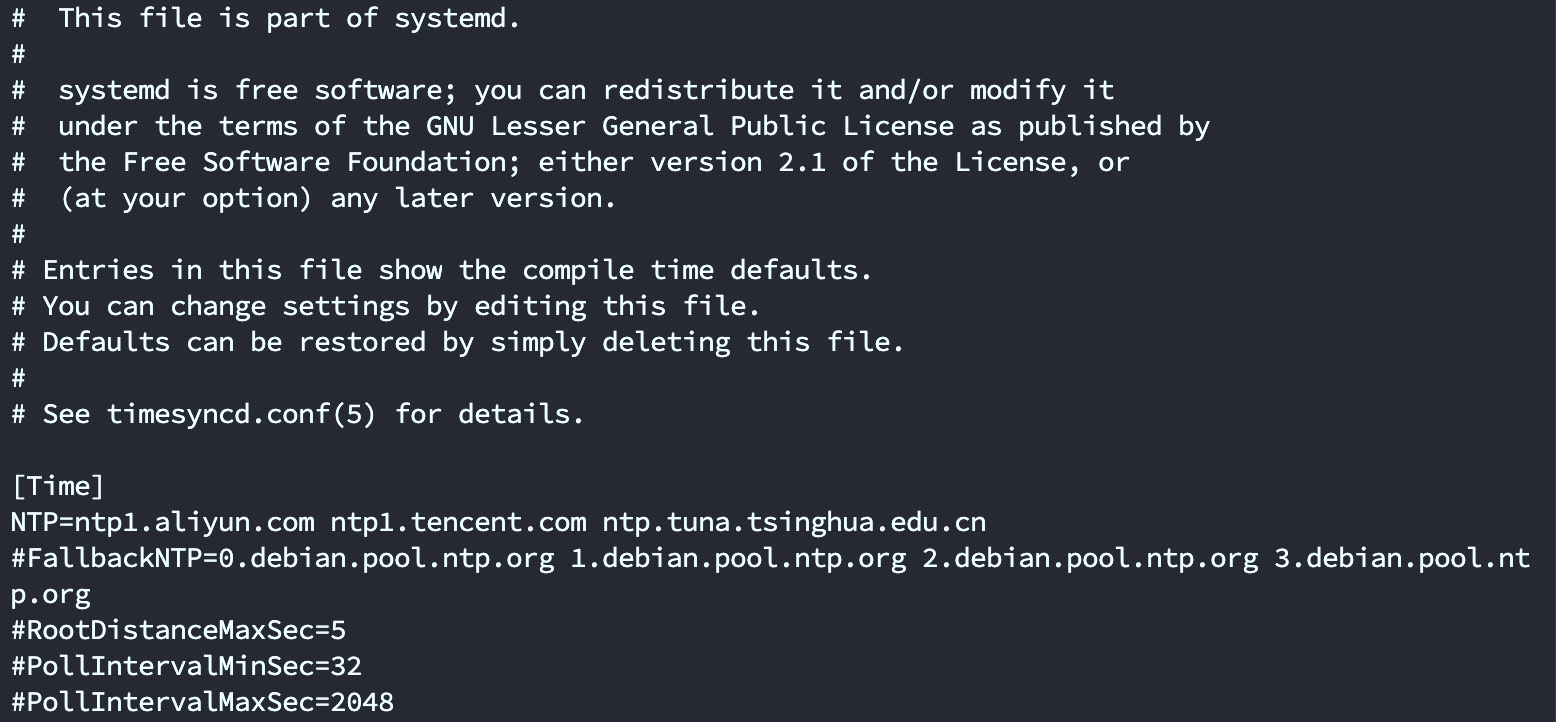 #  This file is part of systemd.
#
#  systemd is free software; you can redistribute it and/or modify it
#  under the terms of the GNU Lesser General Public License as published by
#  the Free Software Foundation; either version 2.1 of the License, or
#  (at your option) any later version.
#
# Entries in this file show the compile time defaults.
# You can change settings by editing this file.
# Defaults can be restored by simply deleting this file.
#
# See timesyncd.conf(5) for details.

[Time]
NTP=ntp1.aliyun.com ntp1.tencent.com ntp.tuna.tsinghua.edu.cn
#FallbackNTP=0.debian.pool.ntp.org 1.debian.pool.ntp.org 2.debian.pool.ntp.org 3.debian.pool.nt
p.org
#RootDistanceMaxSec=5
#PollIntervalMinSec=32
#PollIntervalMaxSec=2048